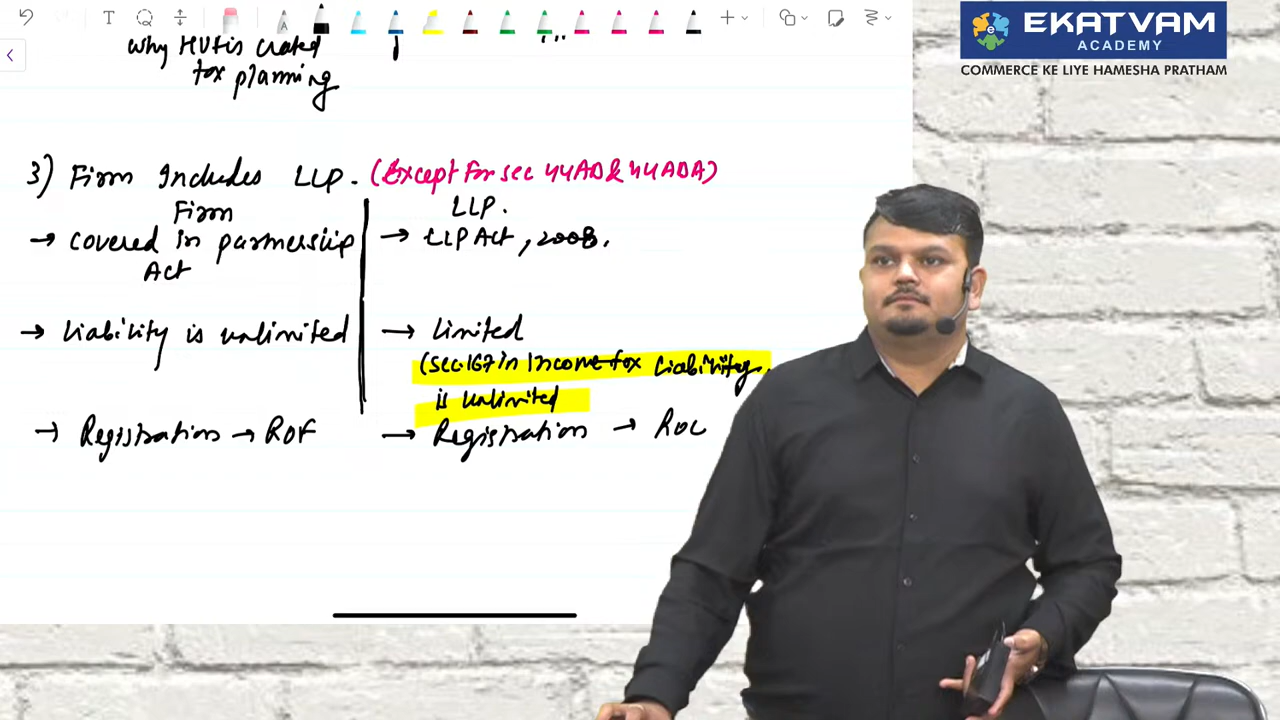 EKATVAM
ACADEMY
COMMERCE KE LIYE HAMESHA PRATHAM
why HUF is crated
tax planning
3) Firm Includes LLP. (Except For sec 44AD & 44ADA)
Firm
LLP.
→ Covered in partnership
Act
→ LLP Act, 2008.
→ Liability is unlimited
→ Limited
(sec.167 in Income tax Liability
is unlimited
→ Registration → ROF
→ Registration → ROC